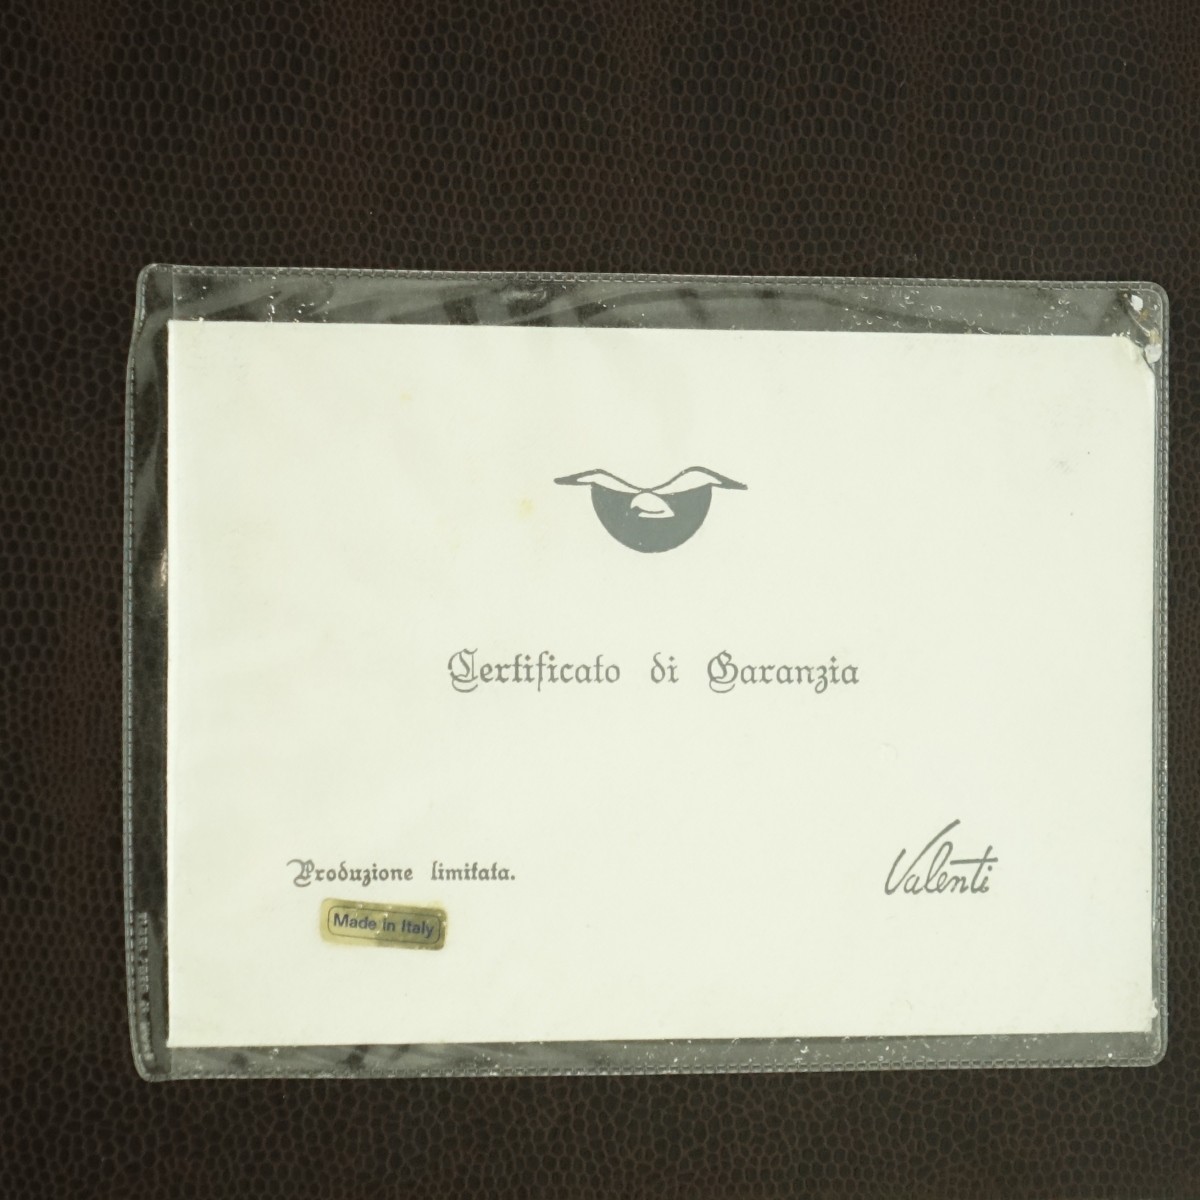 Certificato di Garanzia
Produzione limitata.
Valenti
Made in Italy